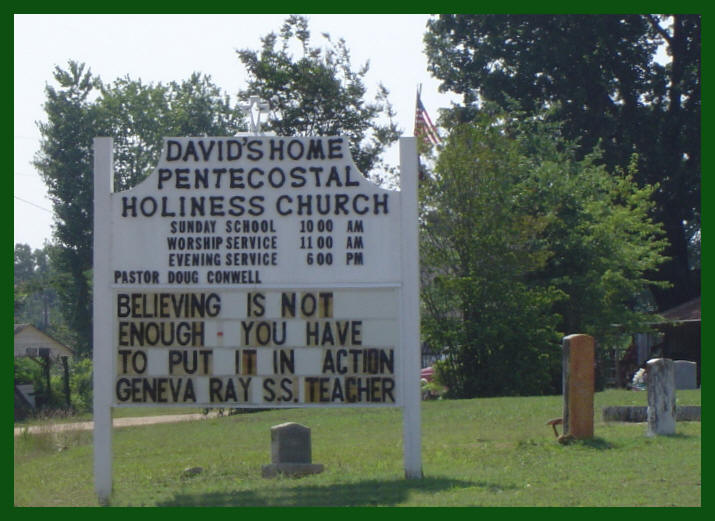 DAVID'S HOME
PENTECOSTAL
HOLINESS CHURCH
SUNDAY SCHOOL 10 00 AM
WORSHIP SERVICE 11 00 AM
EVENING SERVICE 6 00 PM
PASTOR DOUG CONWELL
BELIEVING IS NOT
ENOUGH - YOU HAVE
TO PUT IT IN ACTION
GENEVA RAY S.S. TEACHER